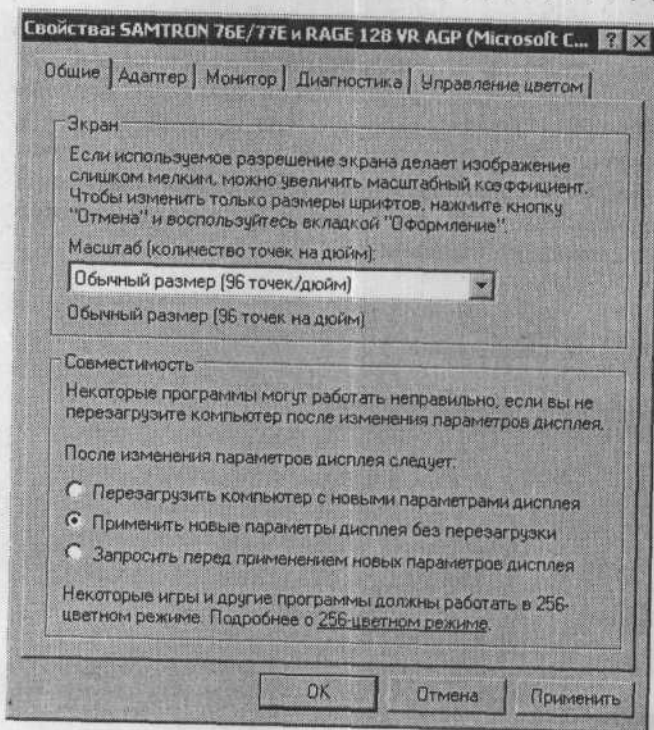 Свойства: SAMTRON 76E/77E и RAGE 128 VR AGP (Microsoft C...
Общие Адаптер Монитор Диагностика Управление цветом
Экран
Если используемое разрешение экрана делает изображение
слишком мелким, можно увеличить масштабный коэффициент.
Чтобы изменить только размеры шрифтов, нажмите кнопку
"Отмена" и воспользуйтесь вкладкой "Оформление".
Масштаб (количество точек на дюйм):
Обычный размер (96 точек/дюйм)
Обычный размер (96 точек на дюйм)
Совместимость
Некоторые программы могут работать неправильно, если вы не
перезагрузите компьютер после изменения параметров дисплея.
После изменения параметров дисплея следует:
Перезагрузить компьютер с новыми параметрами дисплея
Применить новые параметры дисплея без перезагрузки
Запросить перед применением новых параметров дисплея
Некоторые игры и другие программы должны работать в 256-
цветном режиме. Подробнее о 256-цветном режиме.
ОК Отмена Применить